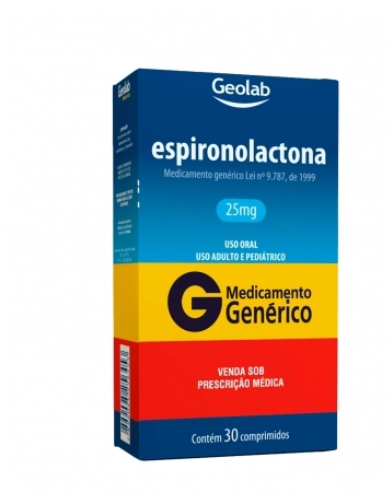 Geolab
espironolactona
Medicamento genérico Lei nº 9.787, de 1999
25mg
USO ORAL
USO ADULTO E PEDIÁTRICO
G Medicamento
Genérico
VENDA SOB
PRESCRIÇÃO MÉDICA
Contém 30 comprimidos